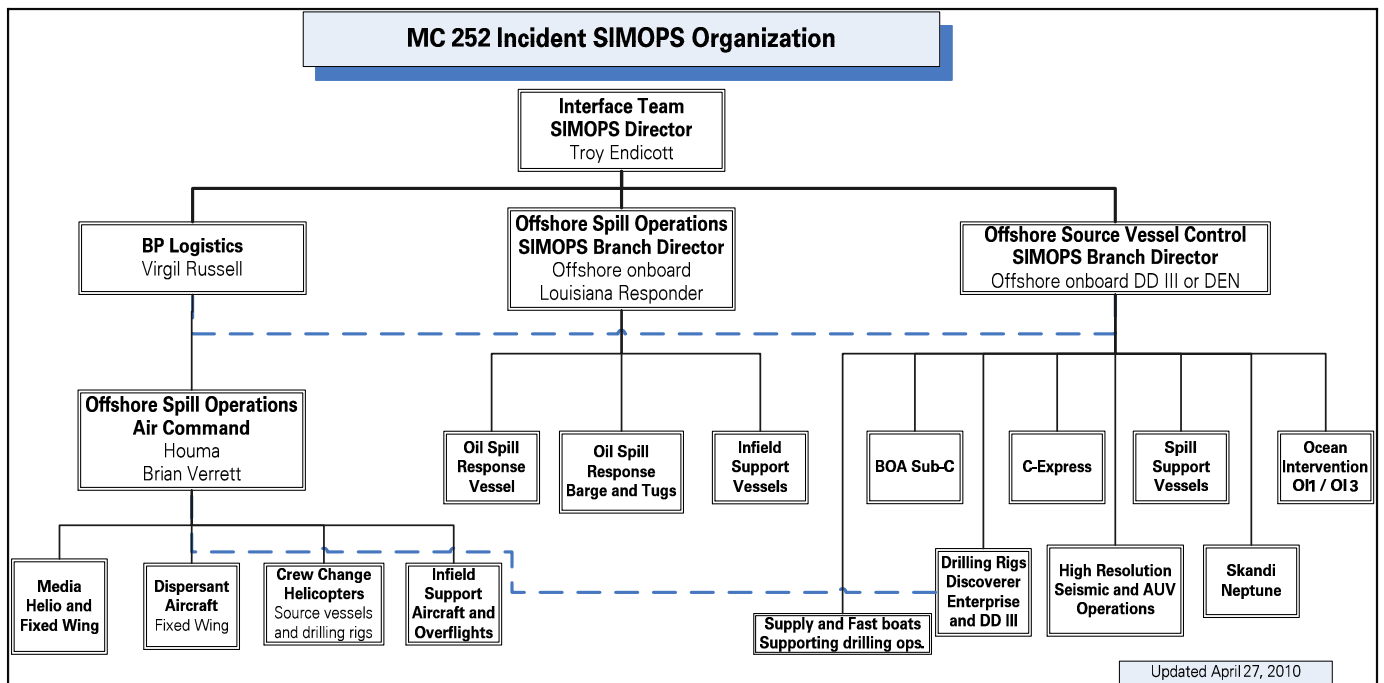 MC 252 Incident SIMOPS Organization
Interface Team
SIMOPS Director
Troy Endicott
BP Logistics
Virgil Russell
Offshore Spill Operations
SIMOPS Branch Director
Offshore onboard
Louisiana Responder
Offshore Source Vessel Control
SIMOPS Branch Director
Offshore onboard DD III or DEN
Offshore Spill Operations
Air Command
Houma
Brian Verrett
Oil Spill
Response
Vessel
Oil Spill
Response
Barge and Tugs
Infield
Support
Vessels
BOA Sub-C
C-Express
Spill
Support
Vessels
Ocean
Intervention
OI1 / OI 3
Media
Helio and
Fixed Wing
Dispersant
Aircraft
Fixed Wing
Crew Change
Helicopters
Source vessels
and drilling rigs
Infield
Support
Aircraft and
Overflights
Supply and Fast boats
Supporting drilling ops.
Drilling Rigs
Discoverer
Enterprise
and DD III
High Resolution
Seismic and AUV
Operations
Skandi
Neptune
Updated April 27, 2010